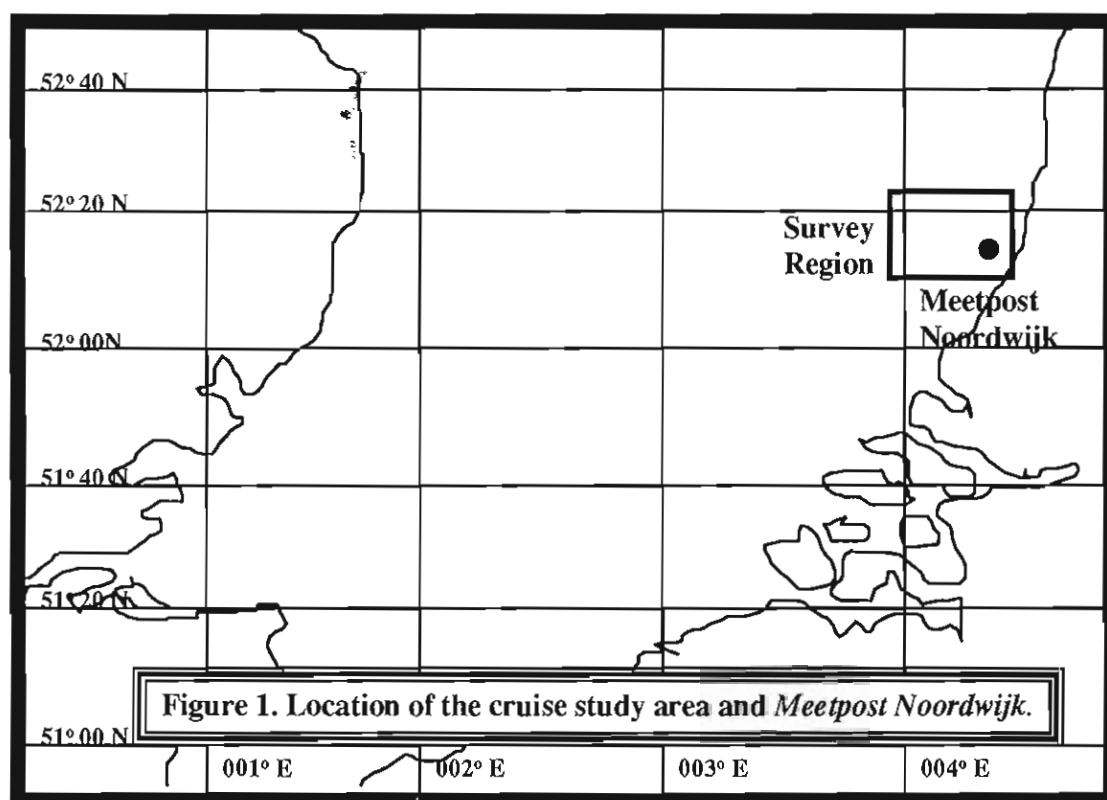 52° 40 N
52° 20 N
Survey
Region
Meetpost
Noordwijk
52° 00N
51° 40 N
51° 20 N
Figure 1. Location of the cruise study area and Meetpost Noordwijk.
51° 00 N
001° E 002° E 003° E 004° E